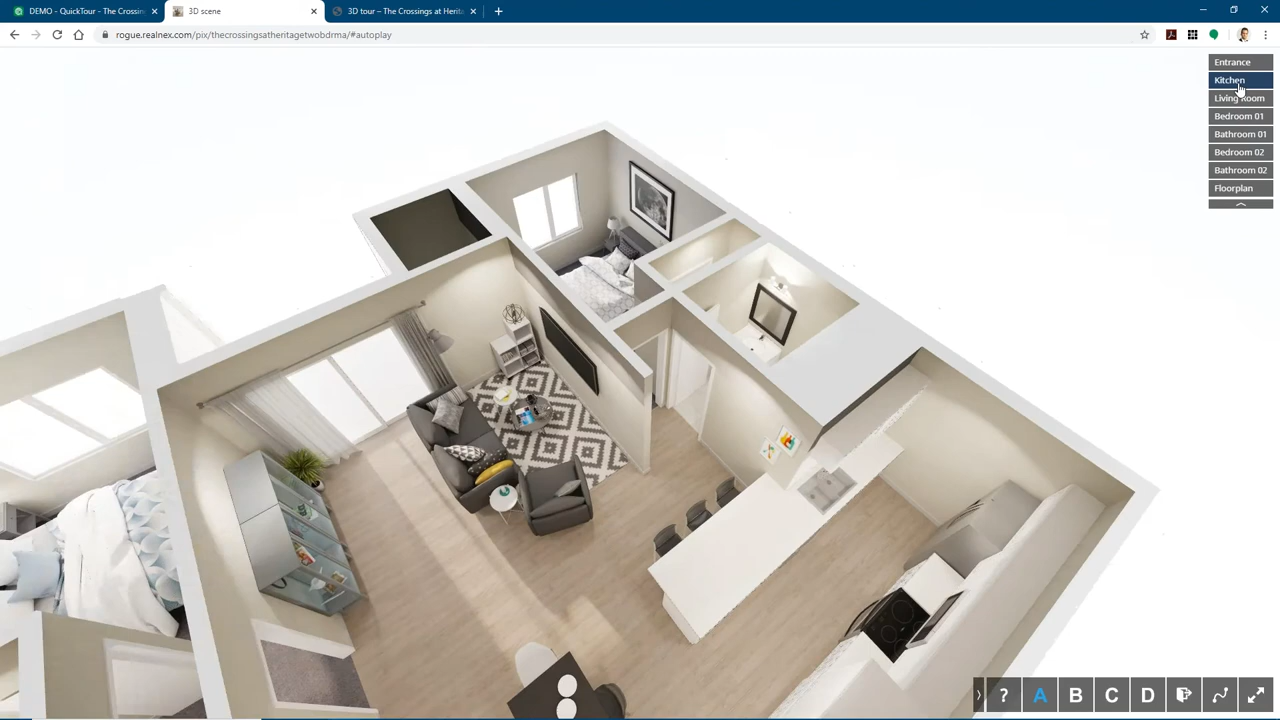 DEMO - QuickTour - The Crossin
3D scene
3D tour – The Crossings at Herita
rogue.realnex.com/pix/thecrossingsatheritagetwobdrma/#autoplay
Entrance
Kitchen
Living Room
Bedroom 01
Bathroom 01
Bedroom 02
Bathroom 02
Floorplan
? A B C D